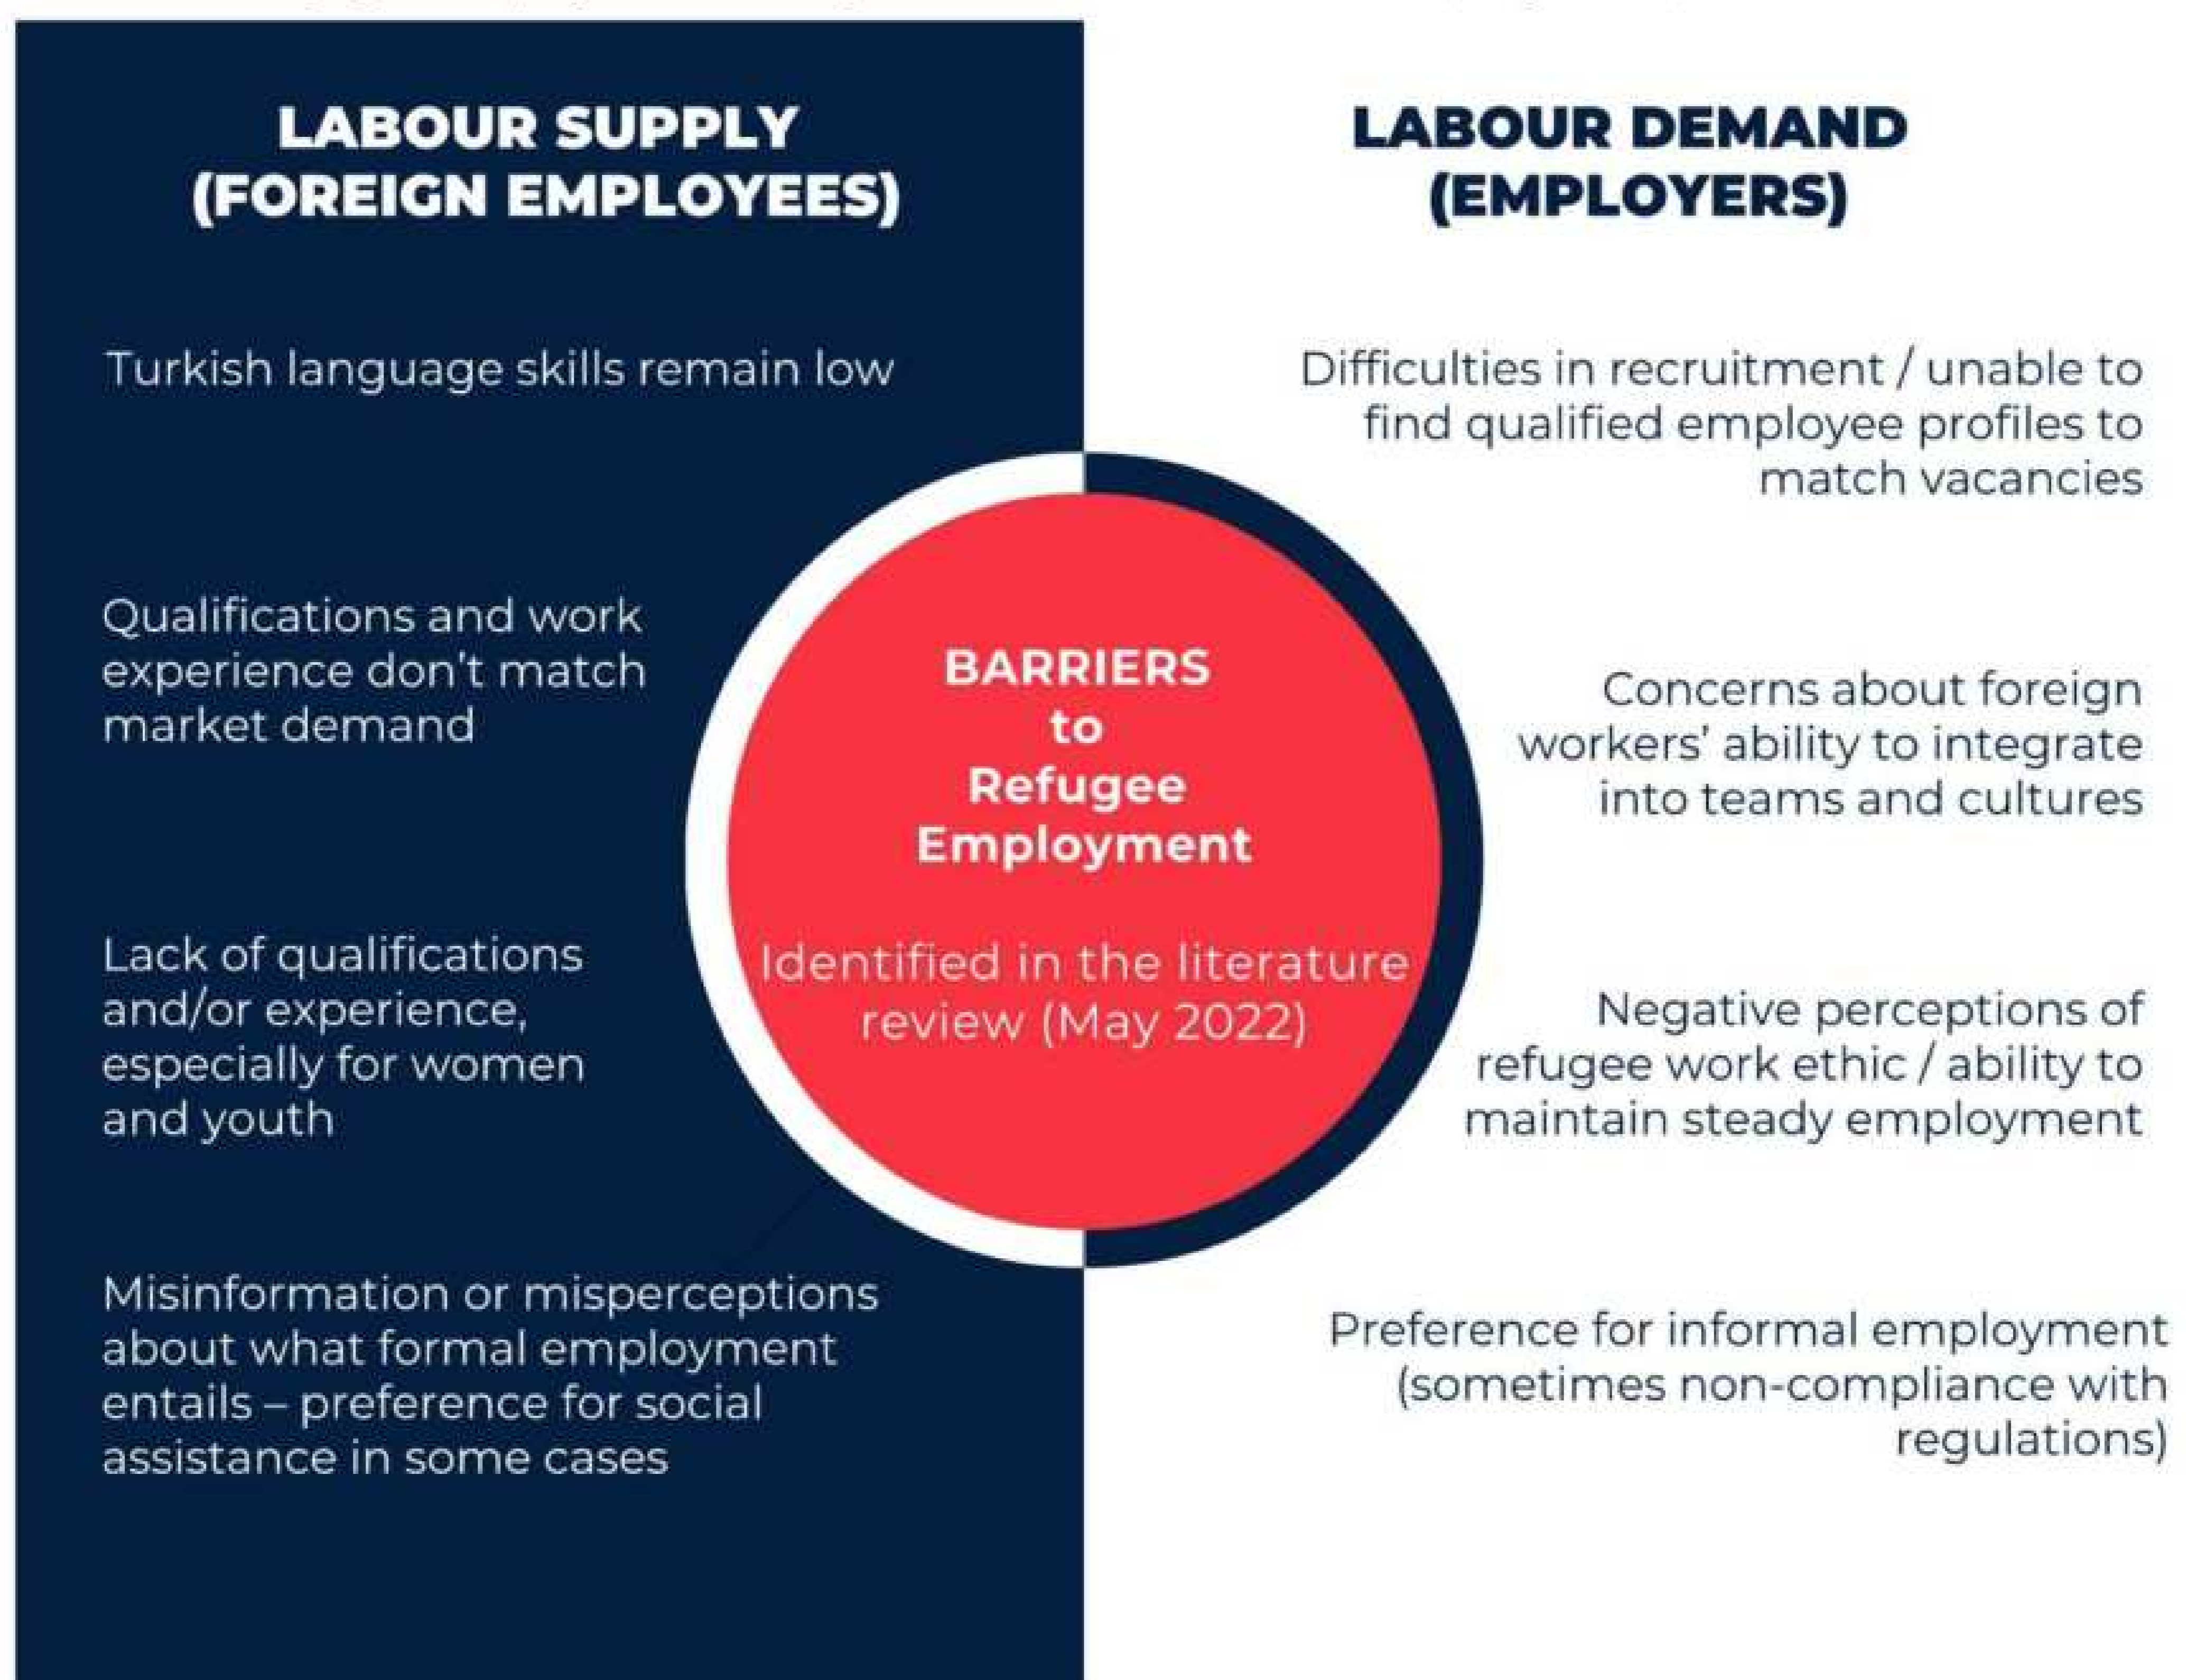 LABOUR SUPPLY
(FOREIGN EMPLOYEES)
Turkish language skills remain low
Qualifications and work
experience don't match
market demand
Lack of qualifications
and/or experience,
especially for women
and youth
Misinformation or misperceptions
about what formal employment
entails – preference for social
assistance in some cases
BARRIERS
to
Refugee
Employment
Identified in the literature
review (May 2022)
LABOUR DEMAND
(EMPLOYERS)
Difficulties in recruitment / unable to
find qualified employee profiles to
match vacancies
Concerns about foreign
workers' ability to integrate
into teams and cultures
Negative perceptions of
refugee work ethic / ability to
maintain steady employment
Preference for informal employment
(sometimes non-compliance with
regulations)